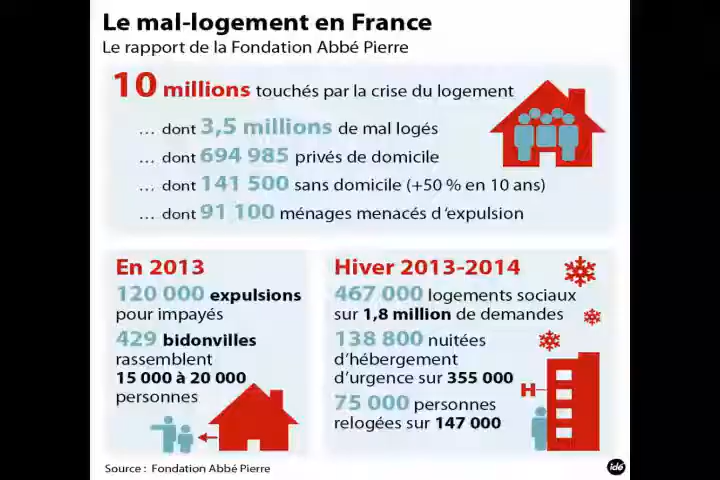 Le mal-logement en France
Le rapport de la Fondation Abbé Pierre
10 millions touchés par la crise du logement
... dont 3,5 millions de mal logés
... dont 694 985 privés de domicile
... dont 141 500 sans domicile (+50 % en 10 ans)
... dont 91 100 ménages menacés d'expulsion
En 2013
120 000 expulsions
pour impayés
429 bidonvilles
rassemblent
15 000 à 20 000
personnes
Hiver 2013-2014
467 000 logements sociaux
sur 1,8 million de demandes
138 800 nuitées
d'hébergement
d'urgence sur 355 000
75 000 personnes
relogées sur 147 000
H
Source : Fondation Abbé Pierre
idé